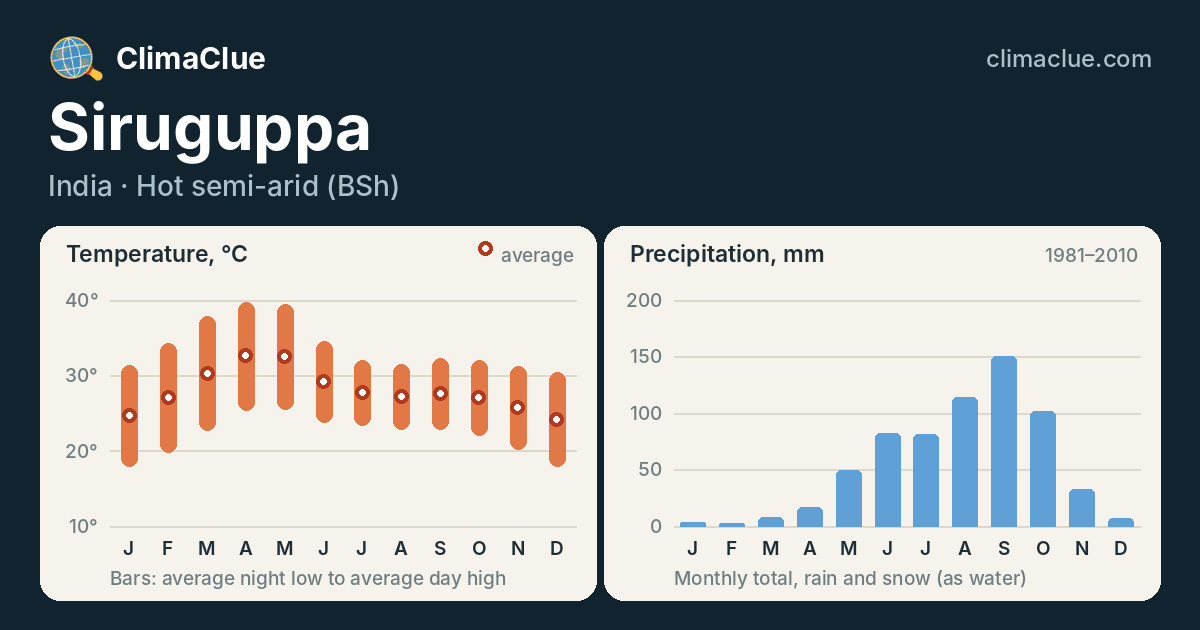 ClimaClue
climaclue.com
Siruguppa
India · Hot semi-arid (BSh)
Temperature, °C
average
40°
30°
20°
10°
J F M A M J J A S O N D
Bars: average night low to average day high
Precipitation, mm
1981–2010
200
150
100
50
0
J F M A M J J A S O N D
Monthly total, rain and snow (as water)